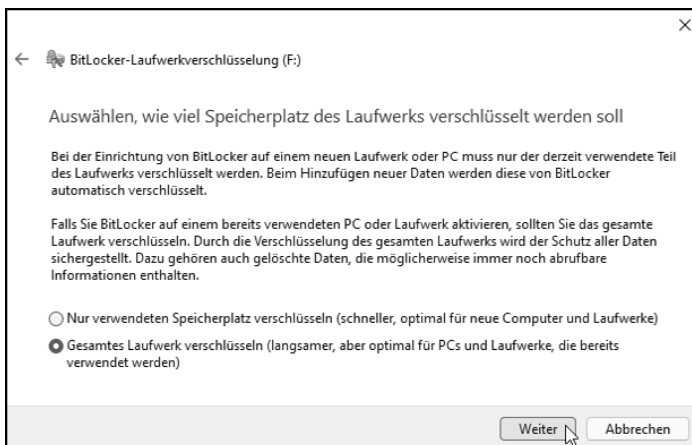 BitLocker-Laufwerkverschlüsselung (F:)
Auswählen, wie viel Speicherplatz des Laufwerks verschlüsselt werden soll
Bei der Einrichtung von BitLocker auf einem neuen Laufwerk oder PC muss nur der derzeit verwendete Teil
des Laufwerks verschlüsselt werden. Beim Hinzufügen neuer Daten werden diese von BitLocker
automatisch verschlüsselt.
Falls Sie BitLocker auf einem bereits verwendeten PC oder Laufwerk aktivieren, sollten Sie das gesamte
Laufwerk verschlüsseln. Durch die Verschlüsselung des gesamten Laufwerks wird der Schutz aller Daten
sichergestellt. Dazu gehören auch gelöschte Daten, die möglicherweise immer noch abrufbare
Informationen enthalten.
Nur verwendeten Speicherplatz verschlüsseln (schneller, optimal für neue Computer und Laufwerke)
Gesamtes Laufwerk verschlüsseln (langsamer, aber optimal für PCs und Laufwerke, die bereits
verwendet werden)
Weiter Abbrechen